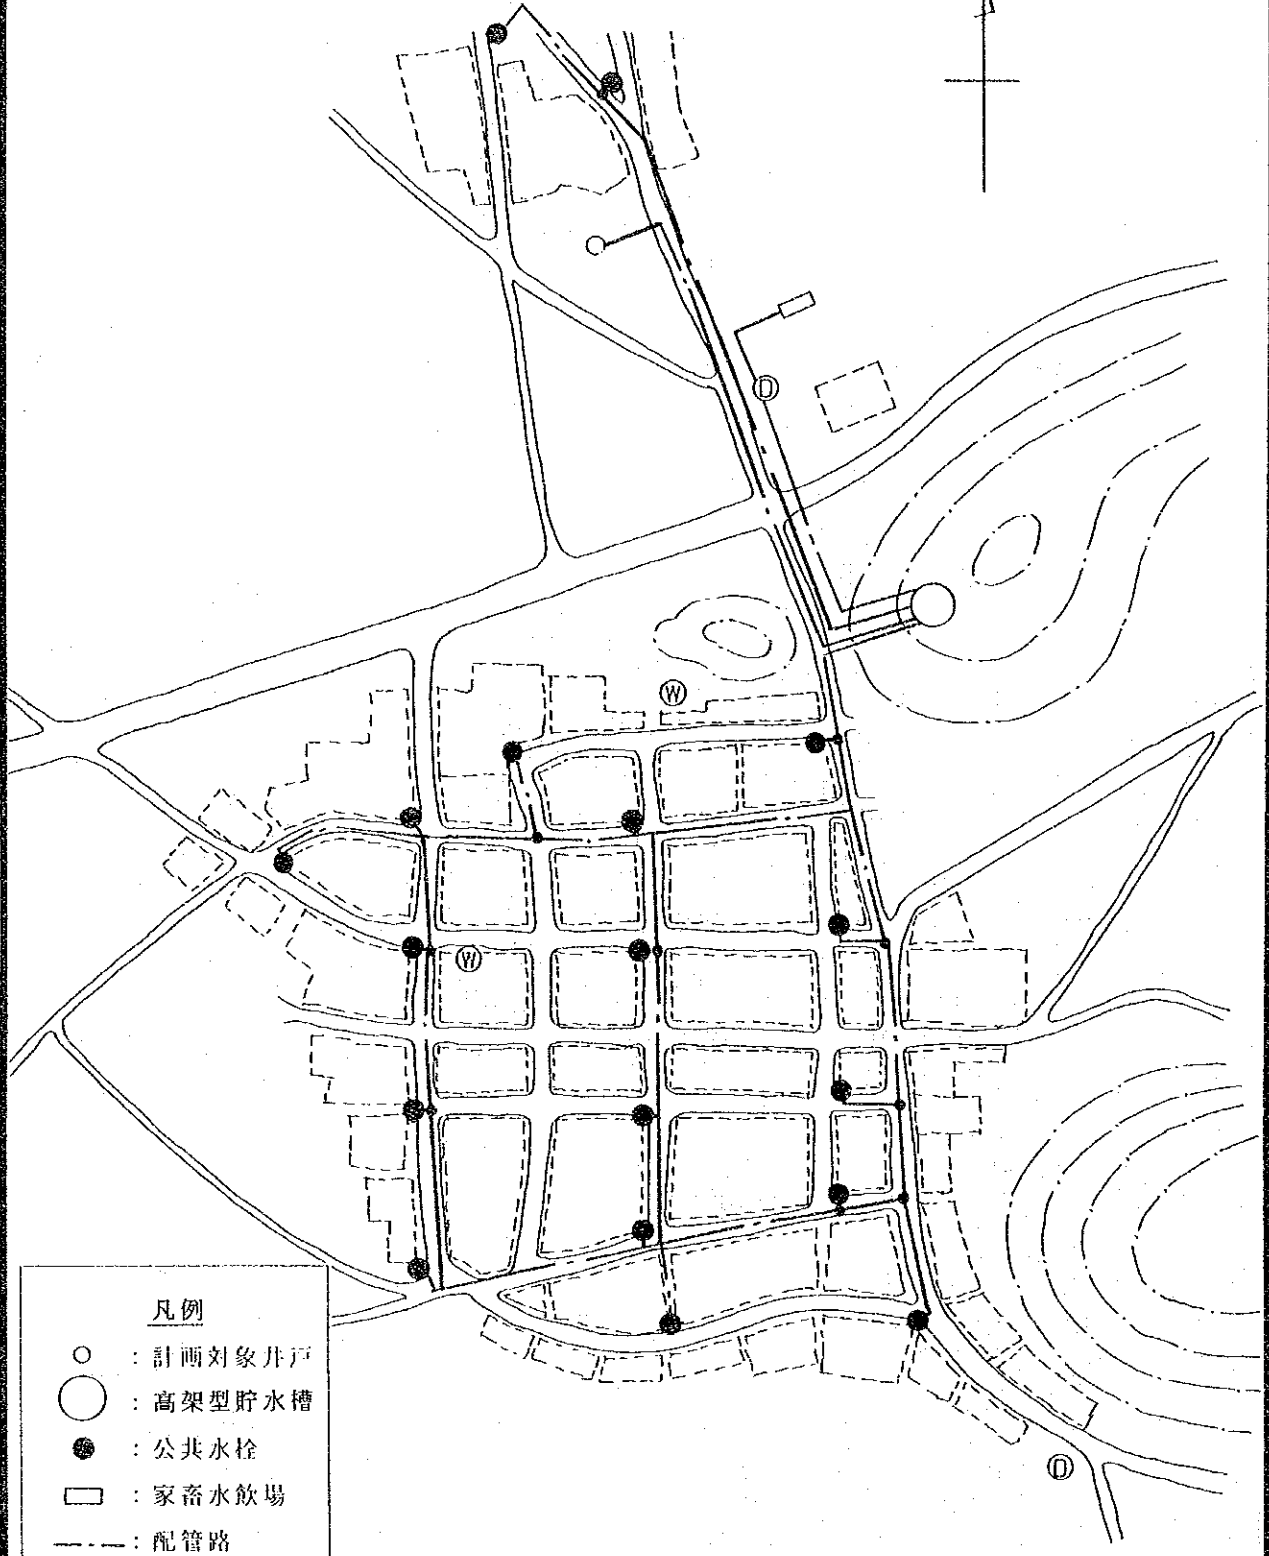 D
W
W
D
凡例
○ : 計画対象井戸
◯ : 高架型貯水槽
● : 公共水栓
▭ : 家畜水飲場
—·— : 配管路